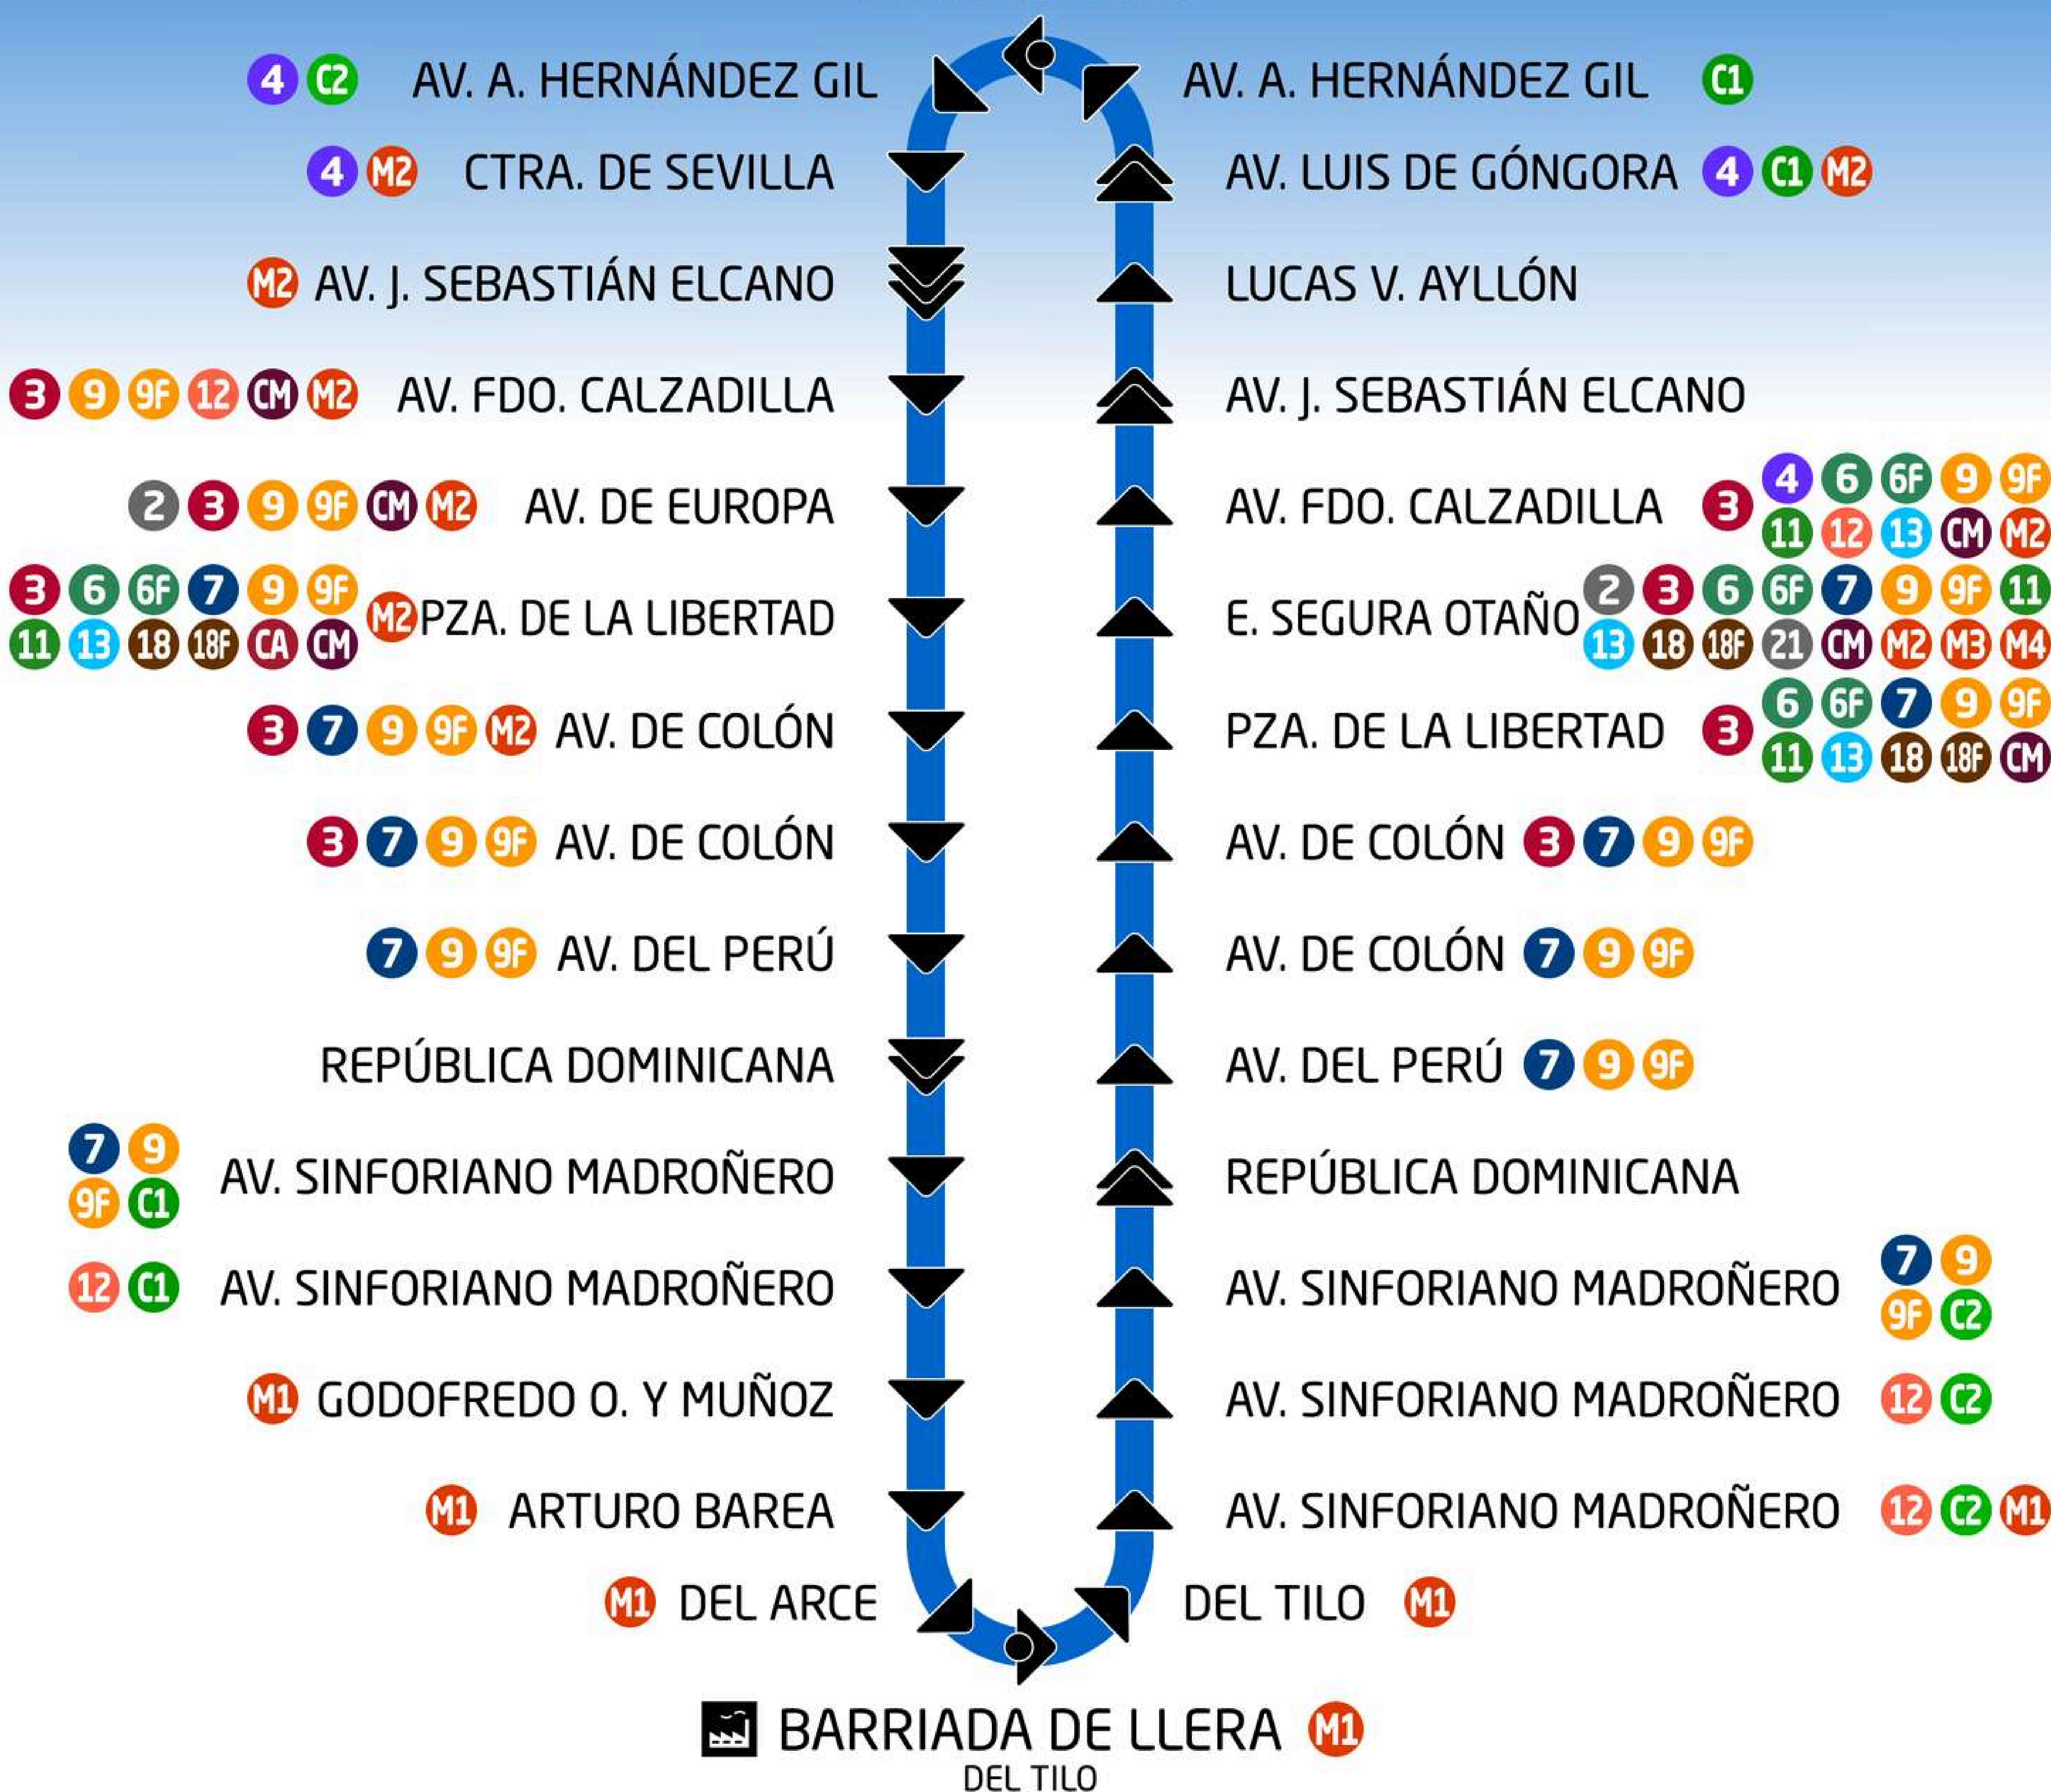 4 C2 AV. A. HERNÁNDEZ GIL
4 M2 CTRA. DE SEVILLA
M2 AV. J. SEBASTIÁN ELCANO
3 9 9F 12 CM M2 AV. FDO. CALZADILLA
2 3 9 9F CM M2 AV. DE EUROPA
3 6 6F 7 9 9F
M2 PZA. DE LA LIBERTAD
11 13 18 18F CA CM
3 7 9 9F M2 AV. DE COLÓN
3 7 9 9F AV. DE COLÓN
7 9 9F AV. DEL PERÚ
REPÚBLICA DOMINICANA
7 9
AV. SINFORIANO MADROÑERO
9F C1
12 C1 AV. SINFORIANO MADROÑERO
M1 GODOFREDO O. Y MUÑOZ
M1 ARTURO BAREA
M1 DEL ARCE
AV. A. HERNÁNDEZ GIL C1
AV. LUIS DE GÓNGORA 4 C1 M2
LUCAS V. AYLLÓN
AV. J. SEBASTIÁN ELCANO
4 6 6F 9 9F
AV. FDO. CALZADILLA 3
11 12 13 CM M2
2 3 6 6F 7 9 9F 11
E. SEGURA OTAÑO
13 18 18F 21 CM M2 M3 M4
6 6F 7 9 9F
PZA. DE LA LIBERTAD 3
11 13 18 18F CM
AV. DE COLÓN 3 7 9 9F
AV. DE COLÓN 7 9 9F
AV. DEL PERÚ 7 9 9F
REPÚBLICA DOMINICANA
7 9
AV. SINFORIANO MADROÑERO
9F C2
AV. SINFORIANO MADROÑERO 12 C2
AV. SINFORIANO MADROÑERO 12 C2 M1
DEL TILO M1
BARRIADA DE LLERA M1
DEL TILO